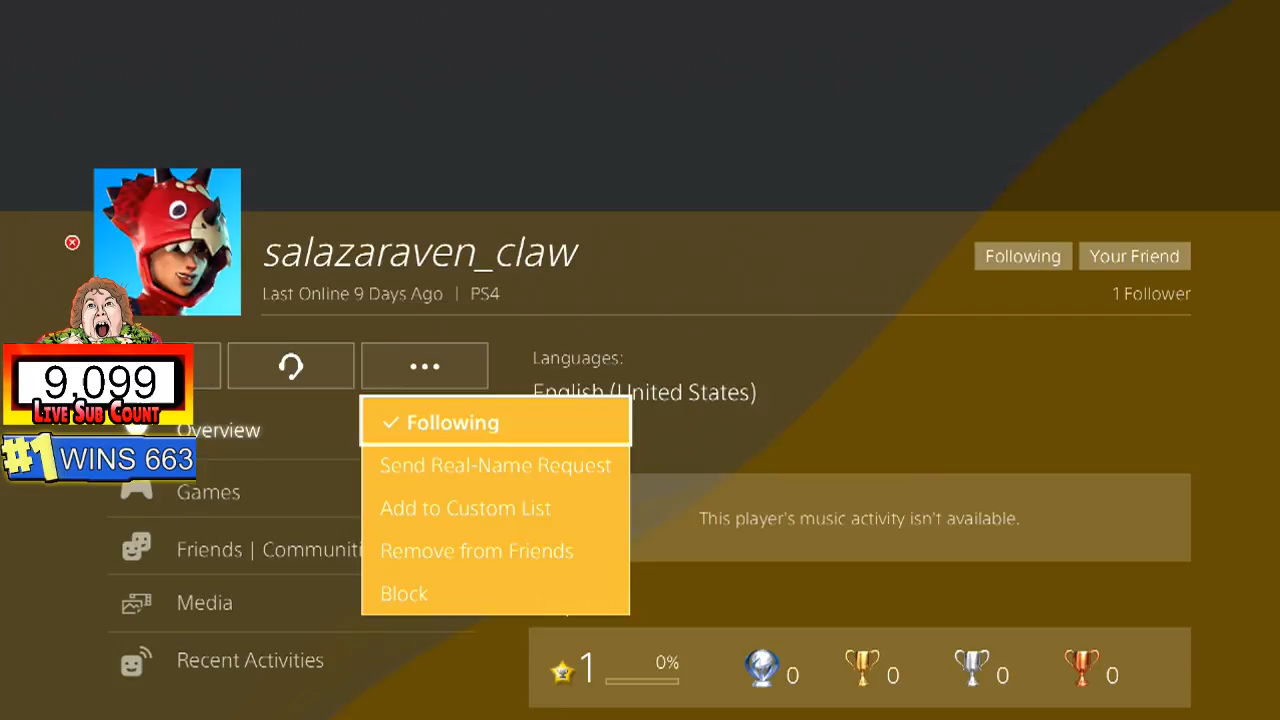 salazaraven_claw
Following
Your Friend
Last Online 9 Days Ago | PS4
1 Follower
Languages:
English (United States)
9,099
LIVE SUB COUNT
#1 WINS 663
Overview
Games
Friends | Communiti
Media
Recent Activities
✓ Following
Send Real-Name Request
Add to Custom List
Remove from Friends
Block
This player's music activity isn't available.
1 0% 0 0 0 0